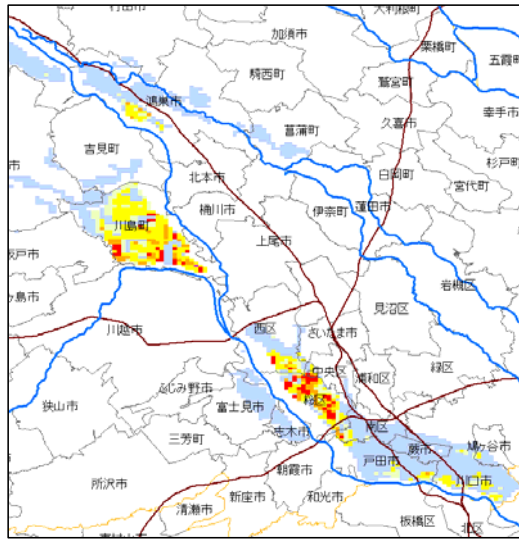 大利根町
加須市
栗橋町
五霞町
騎西町
鷲宮町
鴻巣市
幸手市
久喜市
菖蒲町
吉見町
杉戸町
白岡町
北本市
宮代町
桶川市
伊奈町
蓮田市
川島町
上尾市
岩槻区
見沼区
川越市
西区
さいたま市
緑区
中央区
浦和区
ふじみ野市
狭山市
桜区
富士見市
南区
志木市
三芳町
蕨市
鳩ヶ谷市
戸田市
朝霞市
川口市
所沢市
新座市
和光市
清瀬市
板橋区
北区